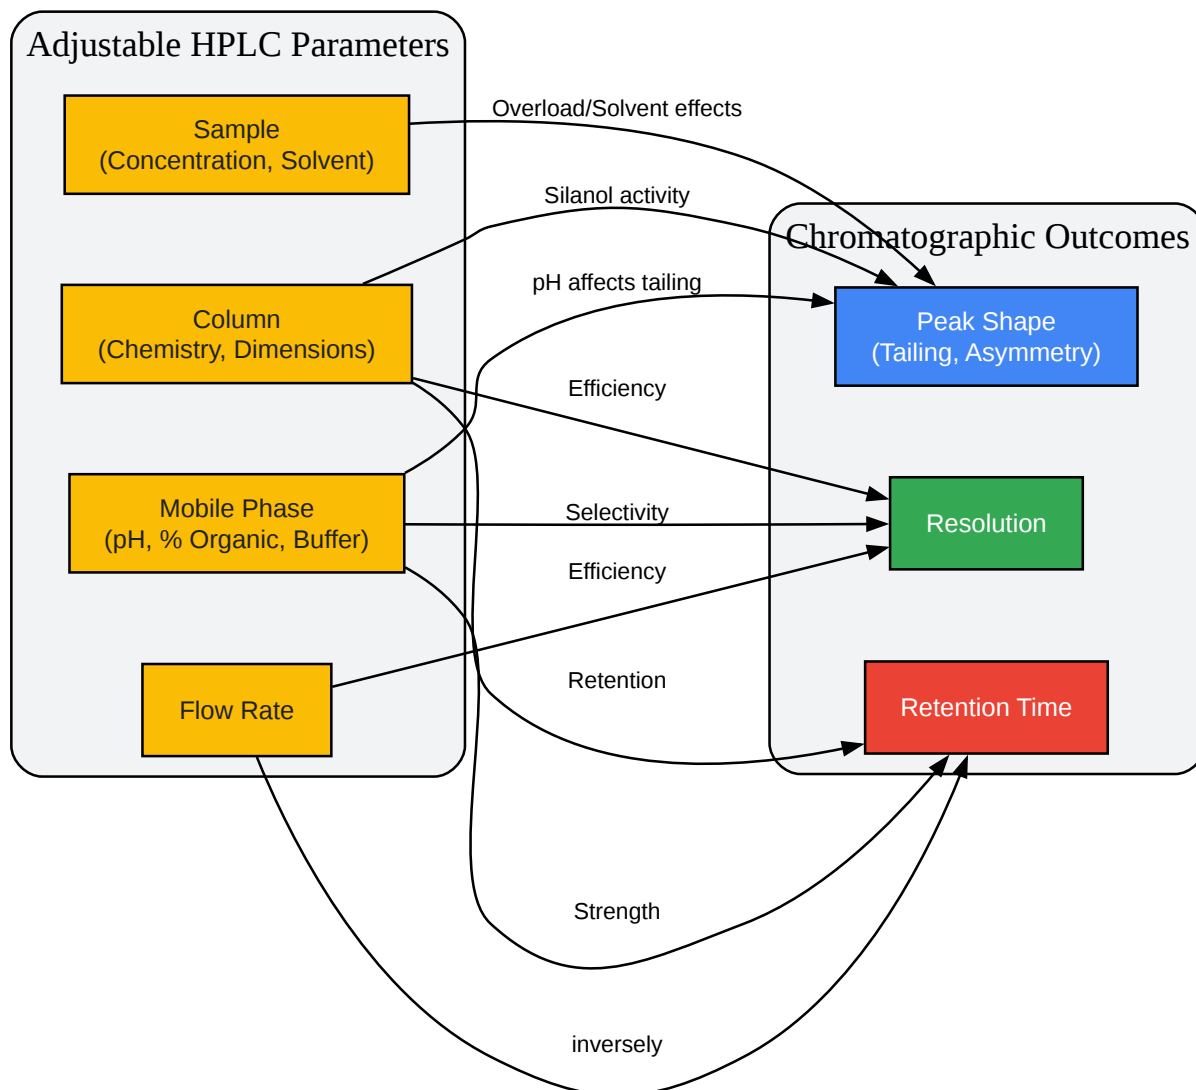 Adjustable HPLC Parameters
Sample
(Concentration, Solvent)
Column
(Chemistry, Dimensions)
Mobile Phase
(pH, % Organic, Buffer)
Flow Rate
Overload/Solvent effects
Silanol activity
pH affects tailing
Efficiency
Selectivity
Efficiency
Retention
Strength
inversely
Chromatographic Outcomes
Peak Shape
(Tailing, Asymmetry)
Resolution
Retention Time